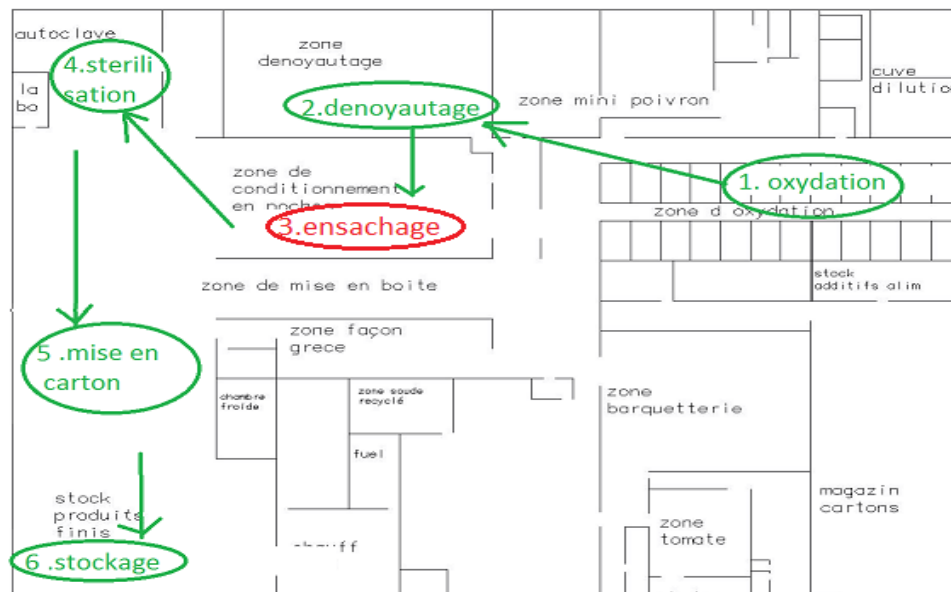 autoclave
4.sterili
sation
la
bo
zone
denoyautage
2.denoyautage
zone mini poivron
cuve
dilutio
zone de
conditionnement
en
3.ensachage
1. oxydation
zone d oxydation
stock
additifs alim
zone de mise en boite
zone façon
grece
5 .mise en
carton
chambre
froide
zone soude
recyclé
fuel
zone
barquetterie
stock
produits
finis
6 .stockage
magazin
cartons
zone
tomate